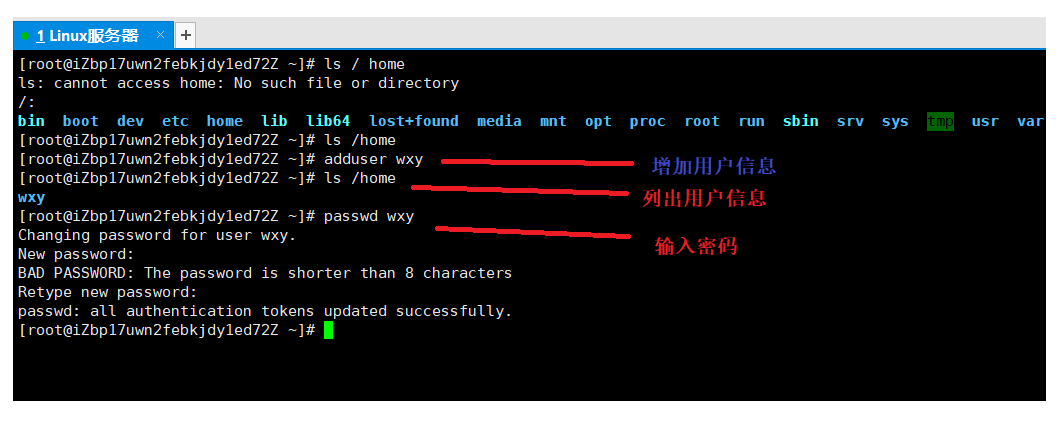 1 Linux服务器 × +
[root@iZbp17uwn2febkjdy1ed72Z ~]# ls / home
ls: cannot access home: No such file or directory
/:
bin boot dev etc home lib lib64 lost+found media mnt opt proc root run sbin srv sys tmp usr var
[root@iZbp17uwn2febkjdy1ed72Z ~]# ls /home
[root@iZbp17uwn2febkjdy1ed72Z ~]# adduser wxy 增加用户信息
[root@iZbp17uwn2febkjdy1ed72Z ~]# ls /home 列出用户信息
wxy
[root@iZbp17uwn2febkjdy1ed72Z ~]# passwd wxy 输入密码
Changing password for user wxy.
New password:
BAD PASSWORD: The password is shorter than 8 characters
Retype new password:
passwd: all authentication tokens updated successfully.
[root@iZbp17uwn2febkjdy1ed72Z ~]#